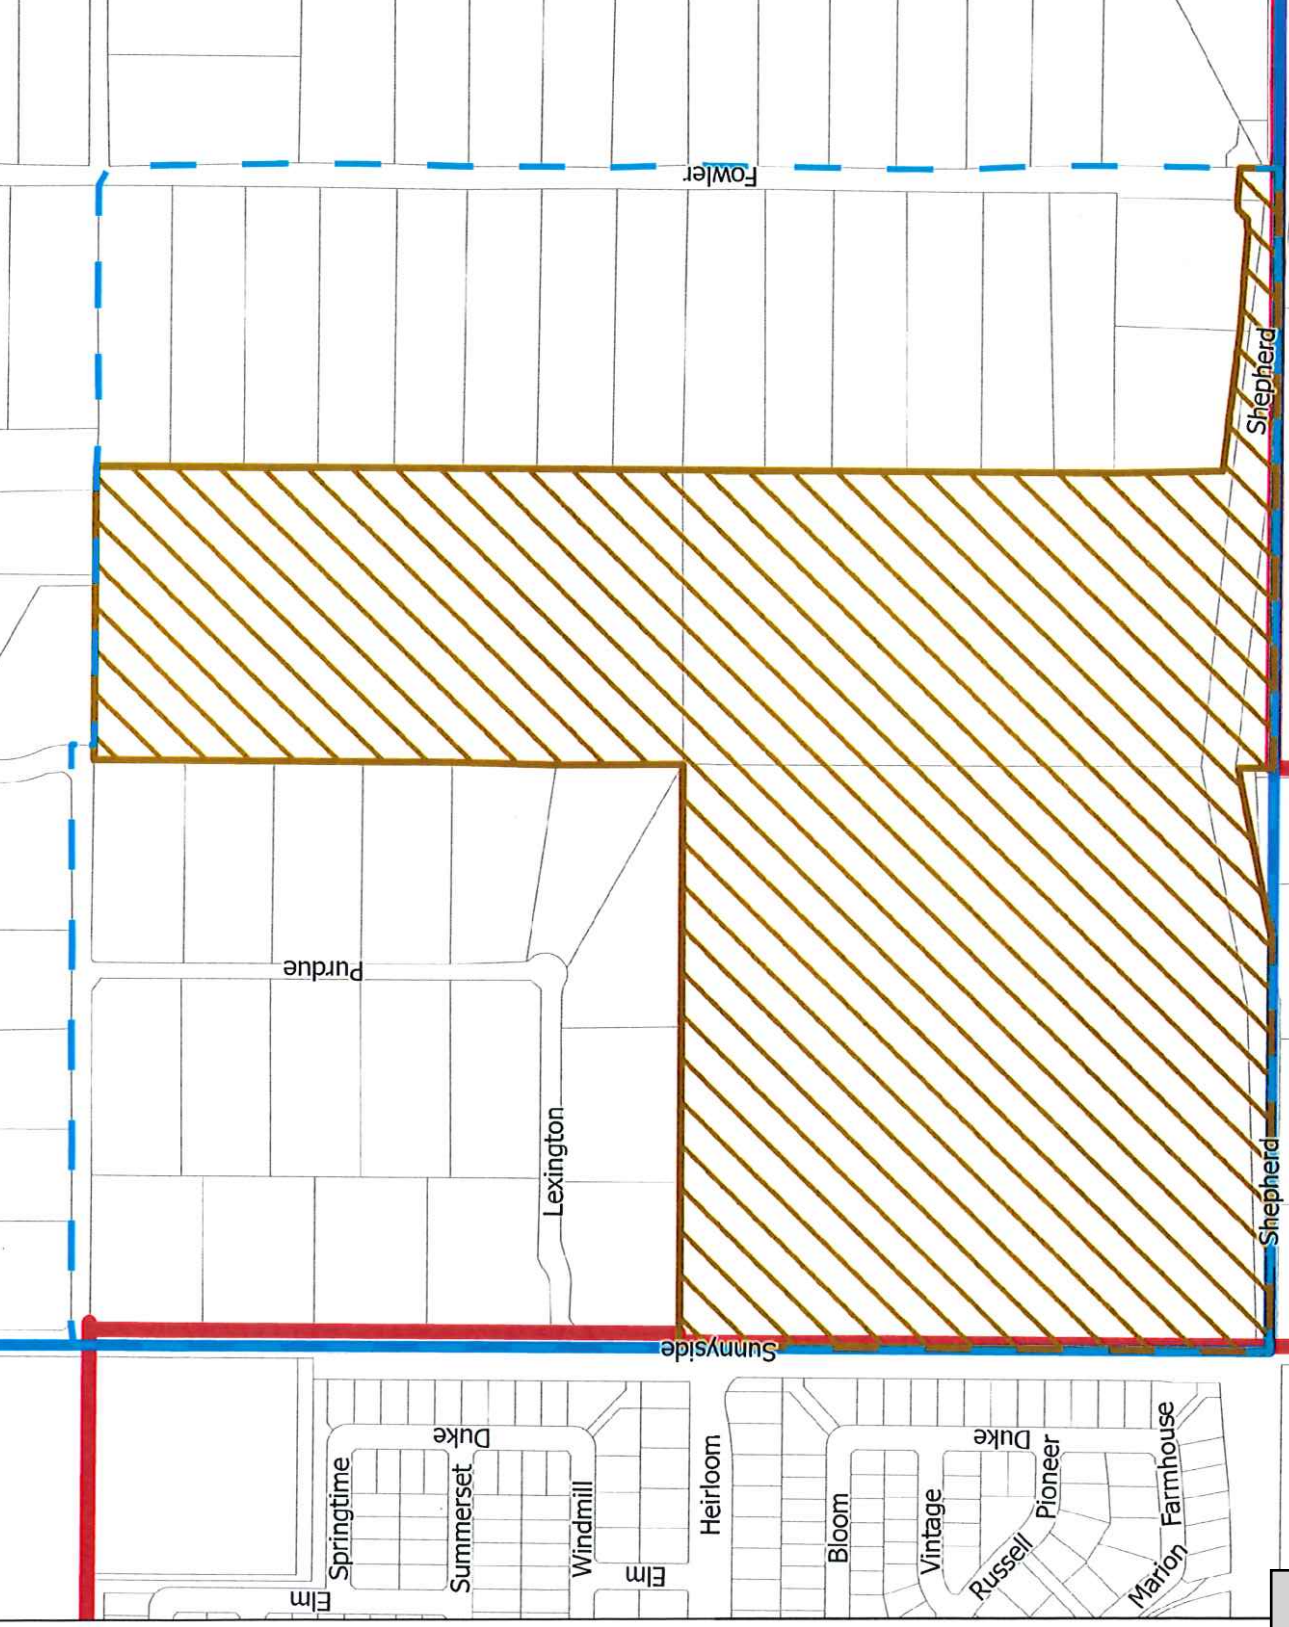 Fowler
Shepherd
Purdue
Lexington
Shepherd
Sunnyside
Duke
Duke
Springtime
Summerset
Windmill
Heirloom
Bloom
Vintage
Pioneer
Farmhouse
Russell
Marion
Elm
Elm